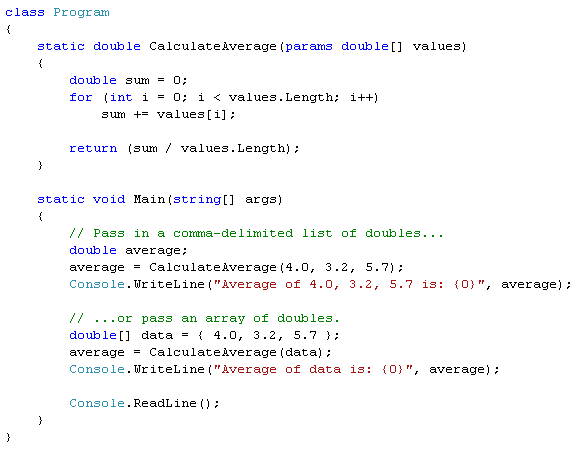 class Program
{
    static double CalculateAverage(params double[] values)
    {
        double sum = 0;
        for (int i = 0; i < values.Length; i++)
            sum += values[i];

        return (sum / values.Length);
    }

    static void Main(string[] args)
    {
        // Pass in a comma-delimited list of doubles...
        double average;
        average = CalculateAverage(4.0, 3.2, 5.7);
        Console.WriteLine("Average of 4.0, 3.2, 5.7 is: {0}", average);

        // ...or pass an array of doubles.
        double[] data = { 4.0, 3.2, 5.7 };
        average = CalculateAverage(data);
        Console.WriteLine("Average of data is: {0}", average);

        Console.ReadLine();
    }
}